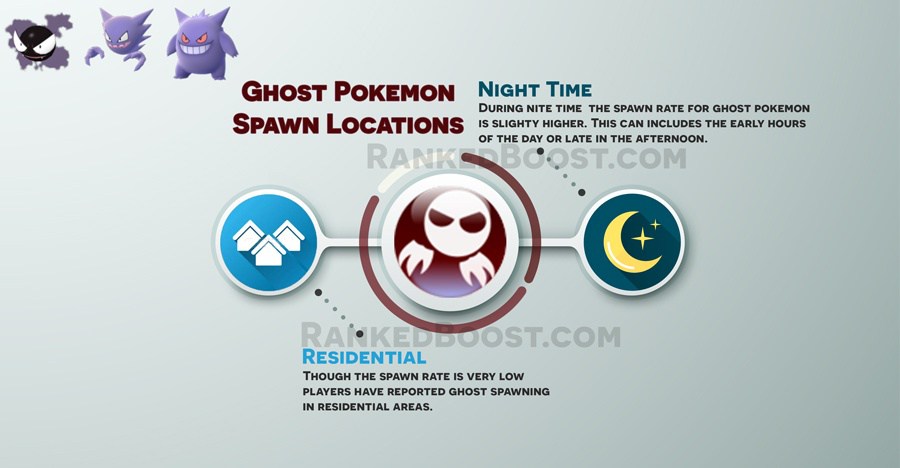 Ghost Pokemon
Spawn Locations
Night Time
During nite time the spawn rate for ghost pokemon
is slighty higher. This can includes the early hours
of the day or late in the afternoon.
RankedBoost.com
RankedBoost.com
Residential
Though the spawn rate is very low
players have reported ghost spawning
in residential areas.